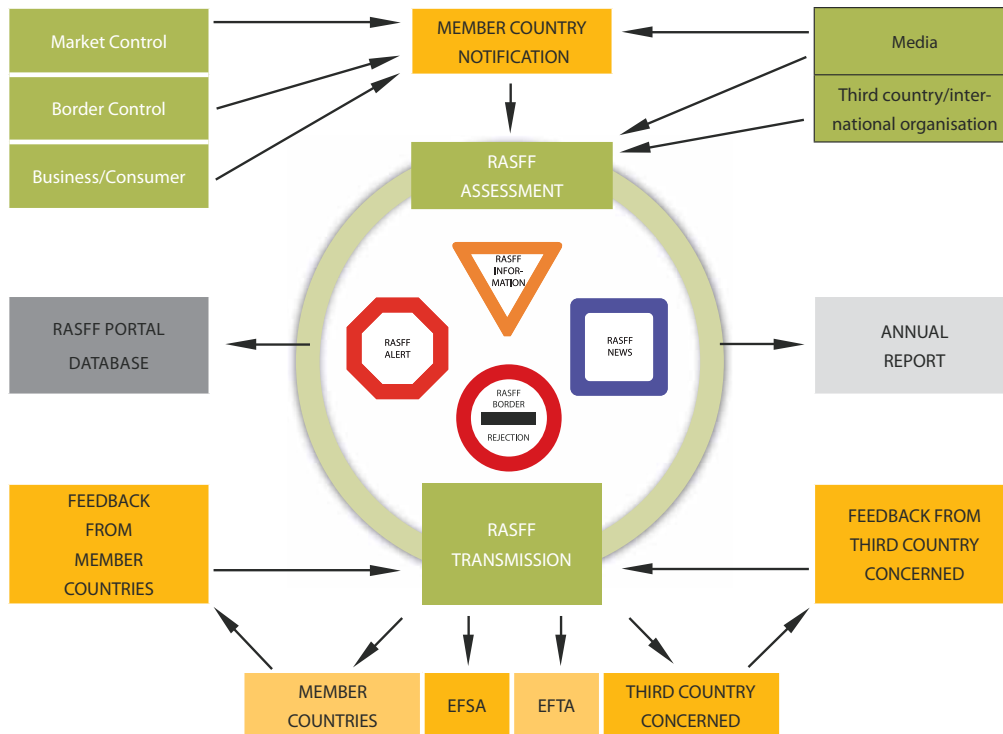 Market Control
MEMBER COUNTRY
NOTIFICATION
Media
Border Control
Third country/inter-
national organisation
Business/Consumer
RASFF
ASSESSMENT
RASFF
INFOR-
MATION
RASFF PORTAL
DATABASE
RASFF
ALERT
RASFF
NEWS
ANNUAL
REPORT
RASFF
BORDER
REJECTION
FEEDBACK
FROM
MEMBER
COUNTRIES
RASFF
TRANSMISSION
FEEDBACK FROM
THIRD COUNTRY
CONCERNED
MEMBER
COUNTRIES
EFSA
EFTA
THIRD COUNTRY
CONCERNED